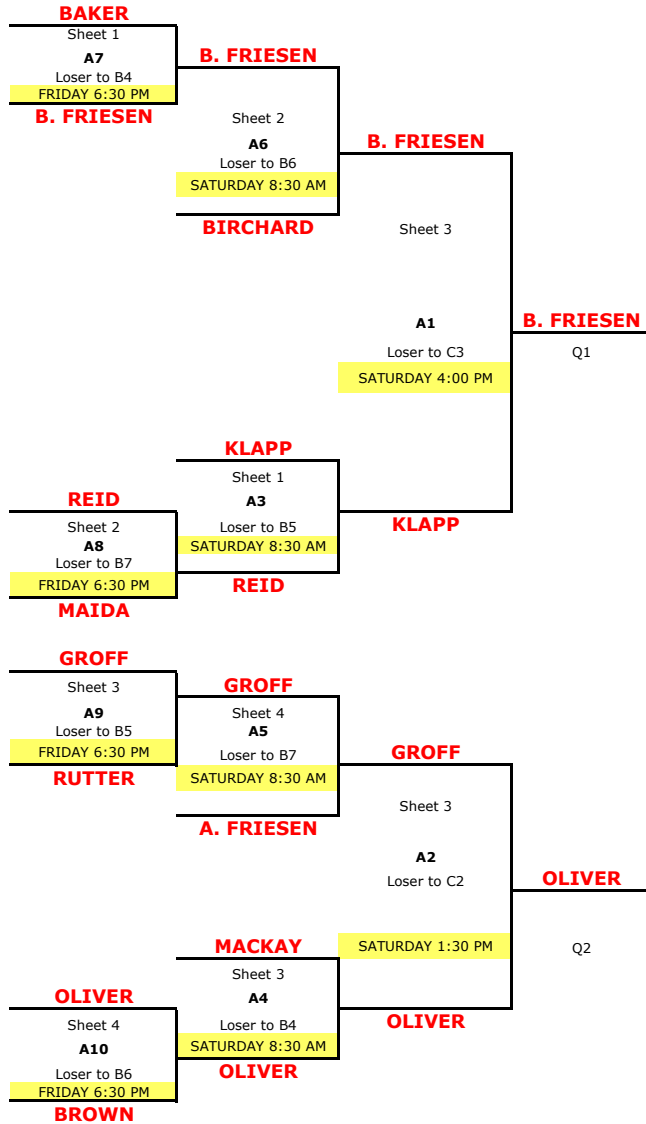 BAKER
Sheet 1
A7
Loser to B4
FRIDAY 6:30 PM
B. FRIESEN
B. FRIESEN
Sheet 2
A6
Loser to B6
SATURDAY 8:30 AM
BIRCHARD
B. FRIESEN
Sheet 3
A1
Loser to C3
SATURDAY 4:00 PM
B. FRIESEN
Q1
KLAPP
Sheet 1
A3
Loser to B5
SATURDAY 8:30 AM
REID
KLAPP
REID
Sheet 2
A8
Loser to B7
FRIDAY 6:30 PM
MAIDA
GROFF
Sheet 3
A9
Loser to B5
FRIDAY 6:30 PM
RUTTER
GROFF
Sheet 4
A5
Loser to B7
SATURDAY 8:30 AM
A. FRIESEN
GROFF
Sheet 3
A2
Loser to C2
SATURDAY 1:30 PM
OLIVER
Q2
MACKAY
Sheet 3
A4
Loser to B4
SATURDAY 8:30 AM
OLIVER
OLIVER
OLIVER
Sheet 4
A10
Loser to B6
FRIDAY 6:30 PM
BROWN